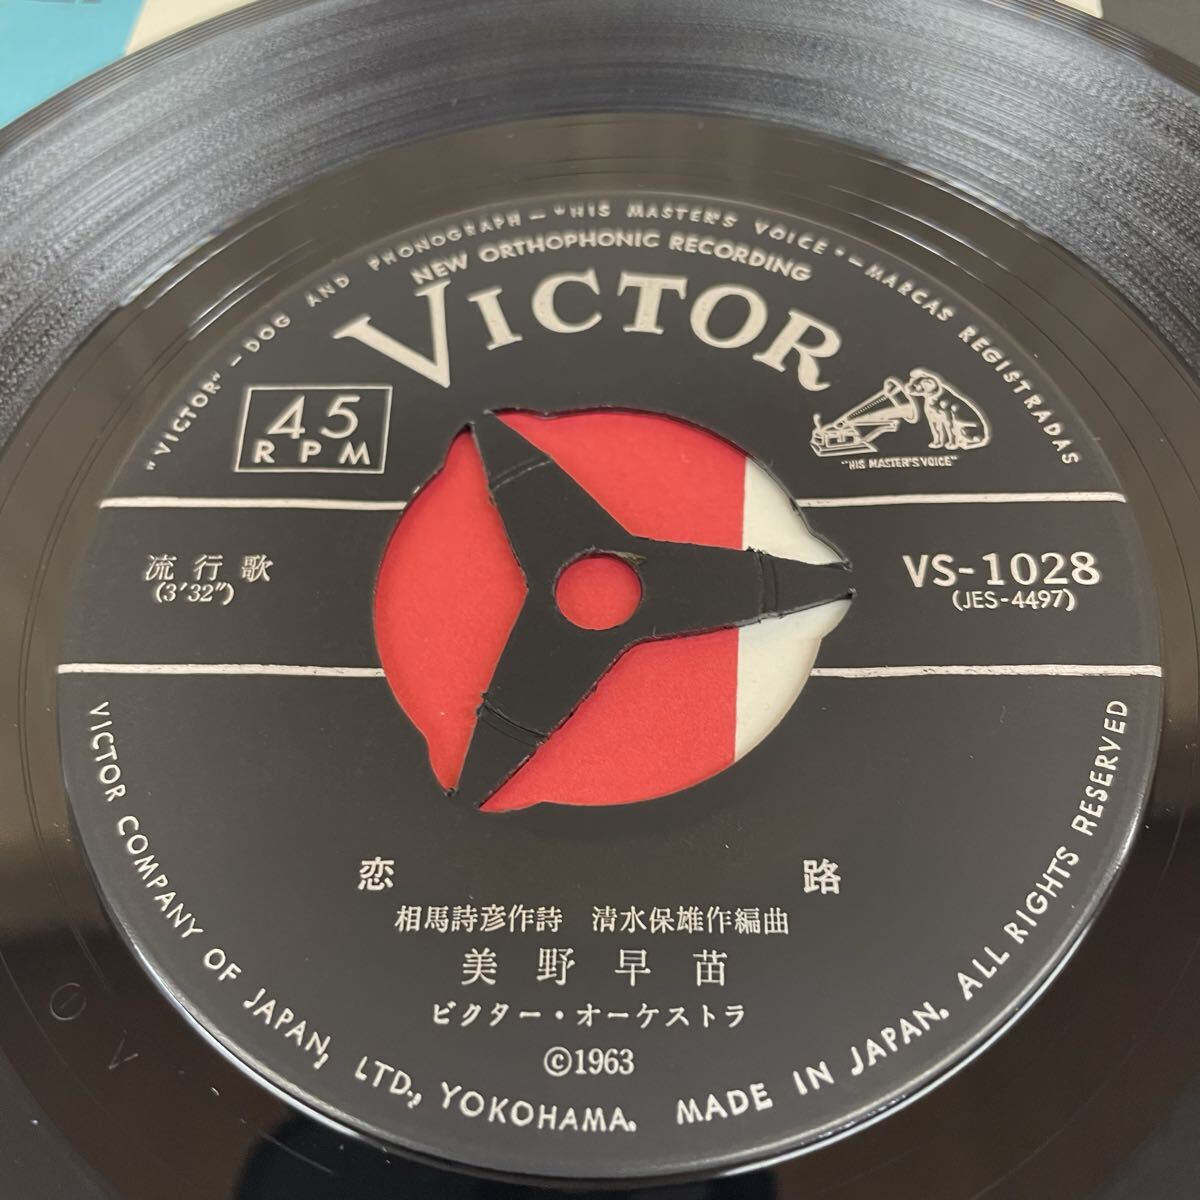 "VICTOR" – DOG AND PHONOGRAPH – "HIS MASTER'S VOICE" – MARCAS REGISTRADAS
NEW ORTHOPHONIC RECORDING
VICTOR
45
RPM
"HIS MASTER'S VOICE"
流行歌
(3'32")
VS-1028
(JES-4497)
恋路
相馬詩彦作詩 清水保雄作編曲
美野早苗
ビクター・オーケストラ
©1963
VICTOR COMPANY OF JAPAN, LTD., YOKOHAMA. MADE IN JAPAN. ALL RIGHTS RESERVED